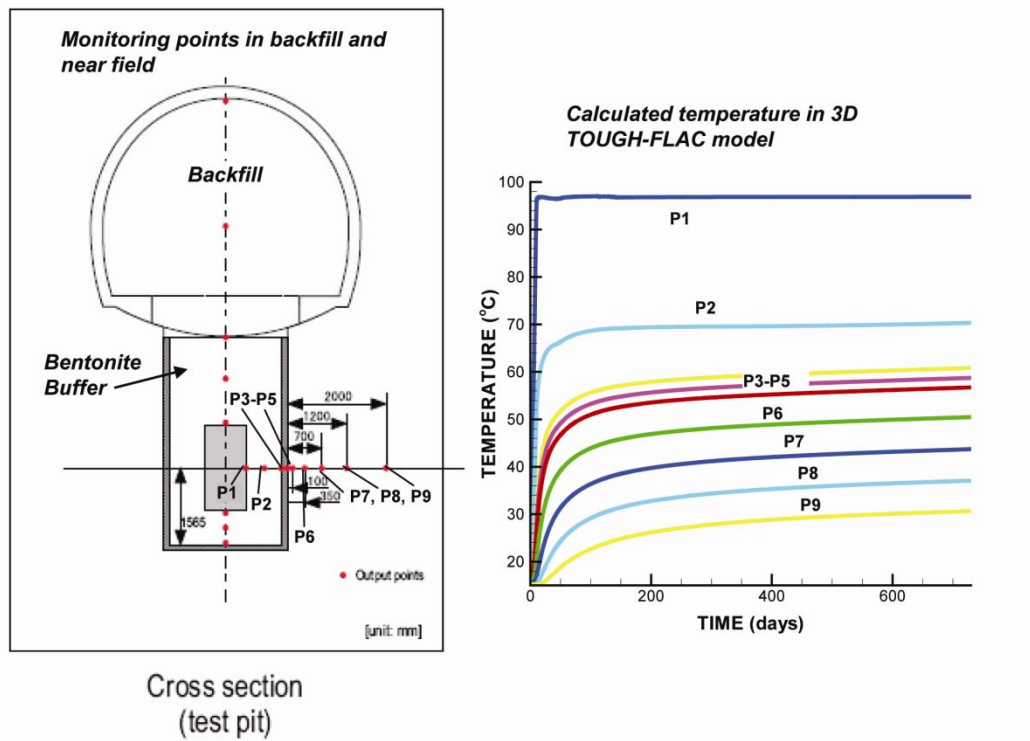 Monitoring points in backfill and
near field
Backfill
Bentonite
Buffer
P3-P5
2000
1200
700
P1
P2
100
350
P7, P8, P9
P6
1565
Output points
[unit: mm]
Cross section
(test pit)
Calculated temperature in 3D
TOUGH-FLAC model
TEMPERATURE (°C)
100
90
80
70
60
50
40
30
20
P1
P2
P3-P5
P6
P7
P8
P9
0
200
400
600
TIME (days)